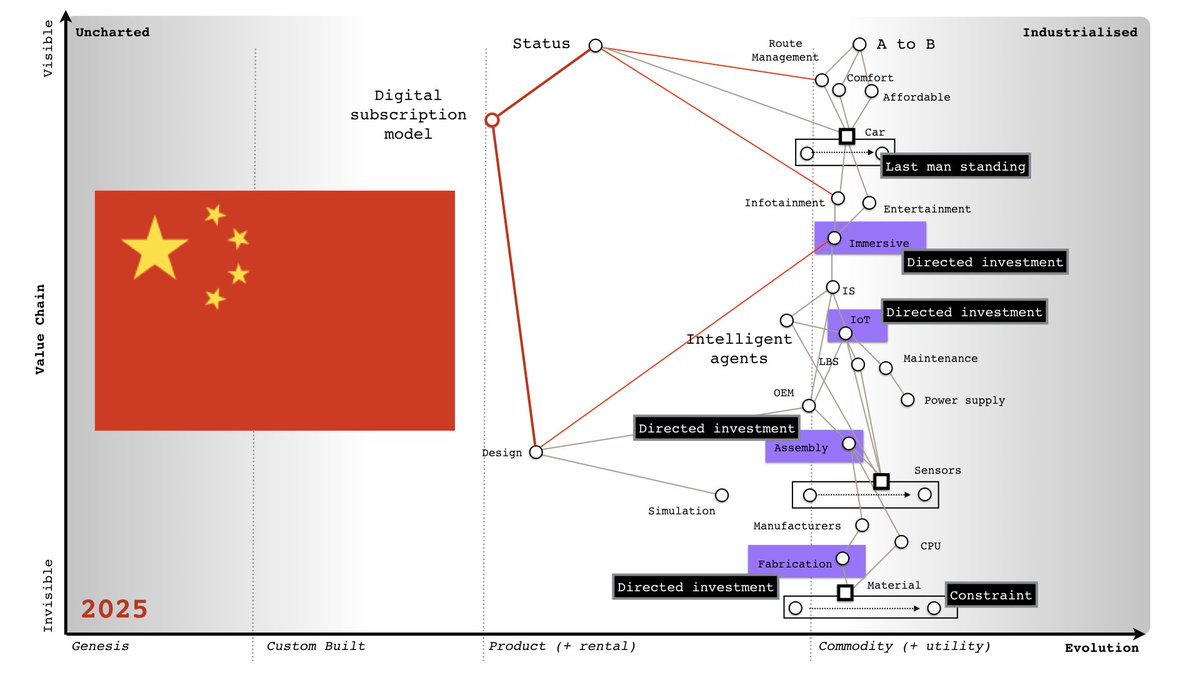 Visible
Uncharted
Industrialised
Status
Route
Management
A to B
Comfort
Affordable
Digital
subscription
model
Car
Last man standing
Infotainment
Entertainment
Immersive
Directed investment
IS
IoT
Directed investment
Intelligent
agents
LBS
Maintenance
Value Chain
OEM
Power supply
Directed investment
Assembly
Design
Sensors
Simulation
Manufacturers
CPU
Fabrication
Directed investment
Material
Constraint
Invisible
2025
Genesis
Custom Built
Product (+ rental)
Commodity (+ utility)
Evolution